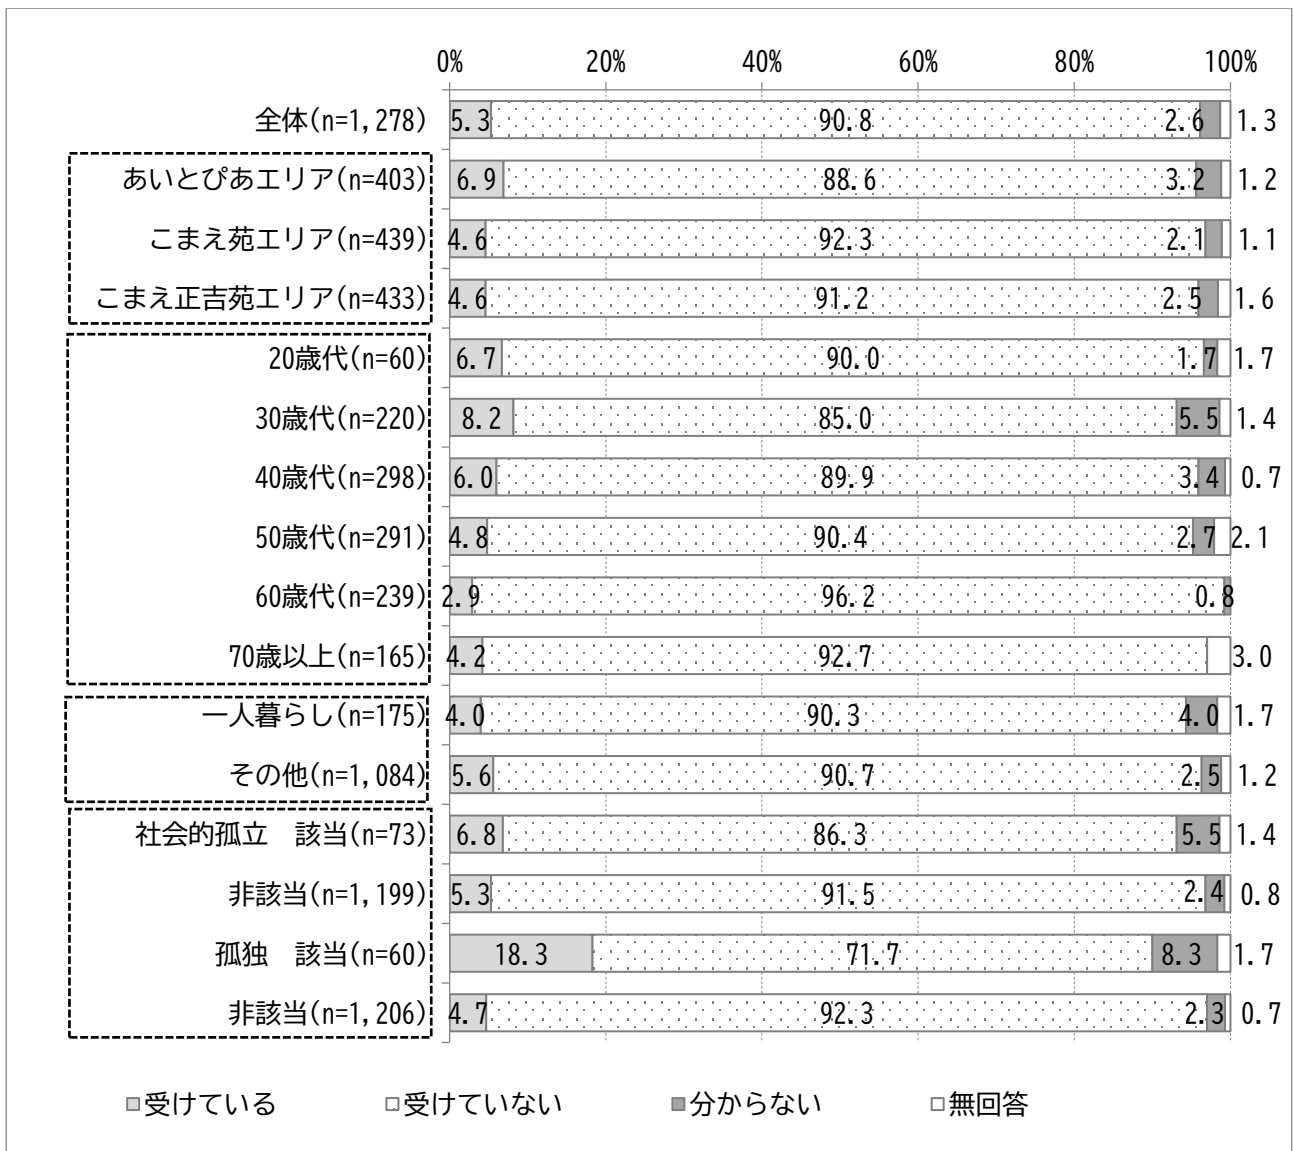 0% 20% 40% 60% 80% 100%
全体(n=1,278) 5.3 90.8 2.6 1.3
あいとぴあエリア(n=403) 6.9 88.6 3.2 1.2
こまえ苑エリア(n=439) 4.6 92.3 2.1 1.1
こまえ正吉苑エリア(n=433) 4.6 91.2 2.5 1.6
20歳代(n=60) 6.7 90.0 1.7 1.7
30歳代(n=220) 8.2 85.0 5.5 1.4
40歳代(n=298) 6.0 89.9 3.4 0.7
50歳代(n=291) 4.8 90.4 2.7 2.1
60歳代(n=239) 2.9 96.2 0.8
70歳以上(n=165) 4.2 92.7 3.0
一人暮らし(n=175) 4.0 90.3 4.0 1.7
その他(n=1,084) 5.6 90.7 2.5 1.2
社会的孤立　該当(n=73) 6.8 86.3 5.5 1.4
非該当(n=1,199) 5.3 91.5 2.4 0.8
孤独　該当(n=60) 18.3 71.7 8.3 1.7
非該当(n=1,206) 4.7 92.3 2.3 0.7
受けている 受けていない 分からない 無回答